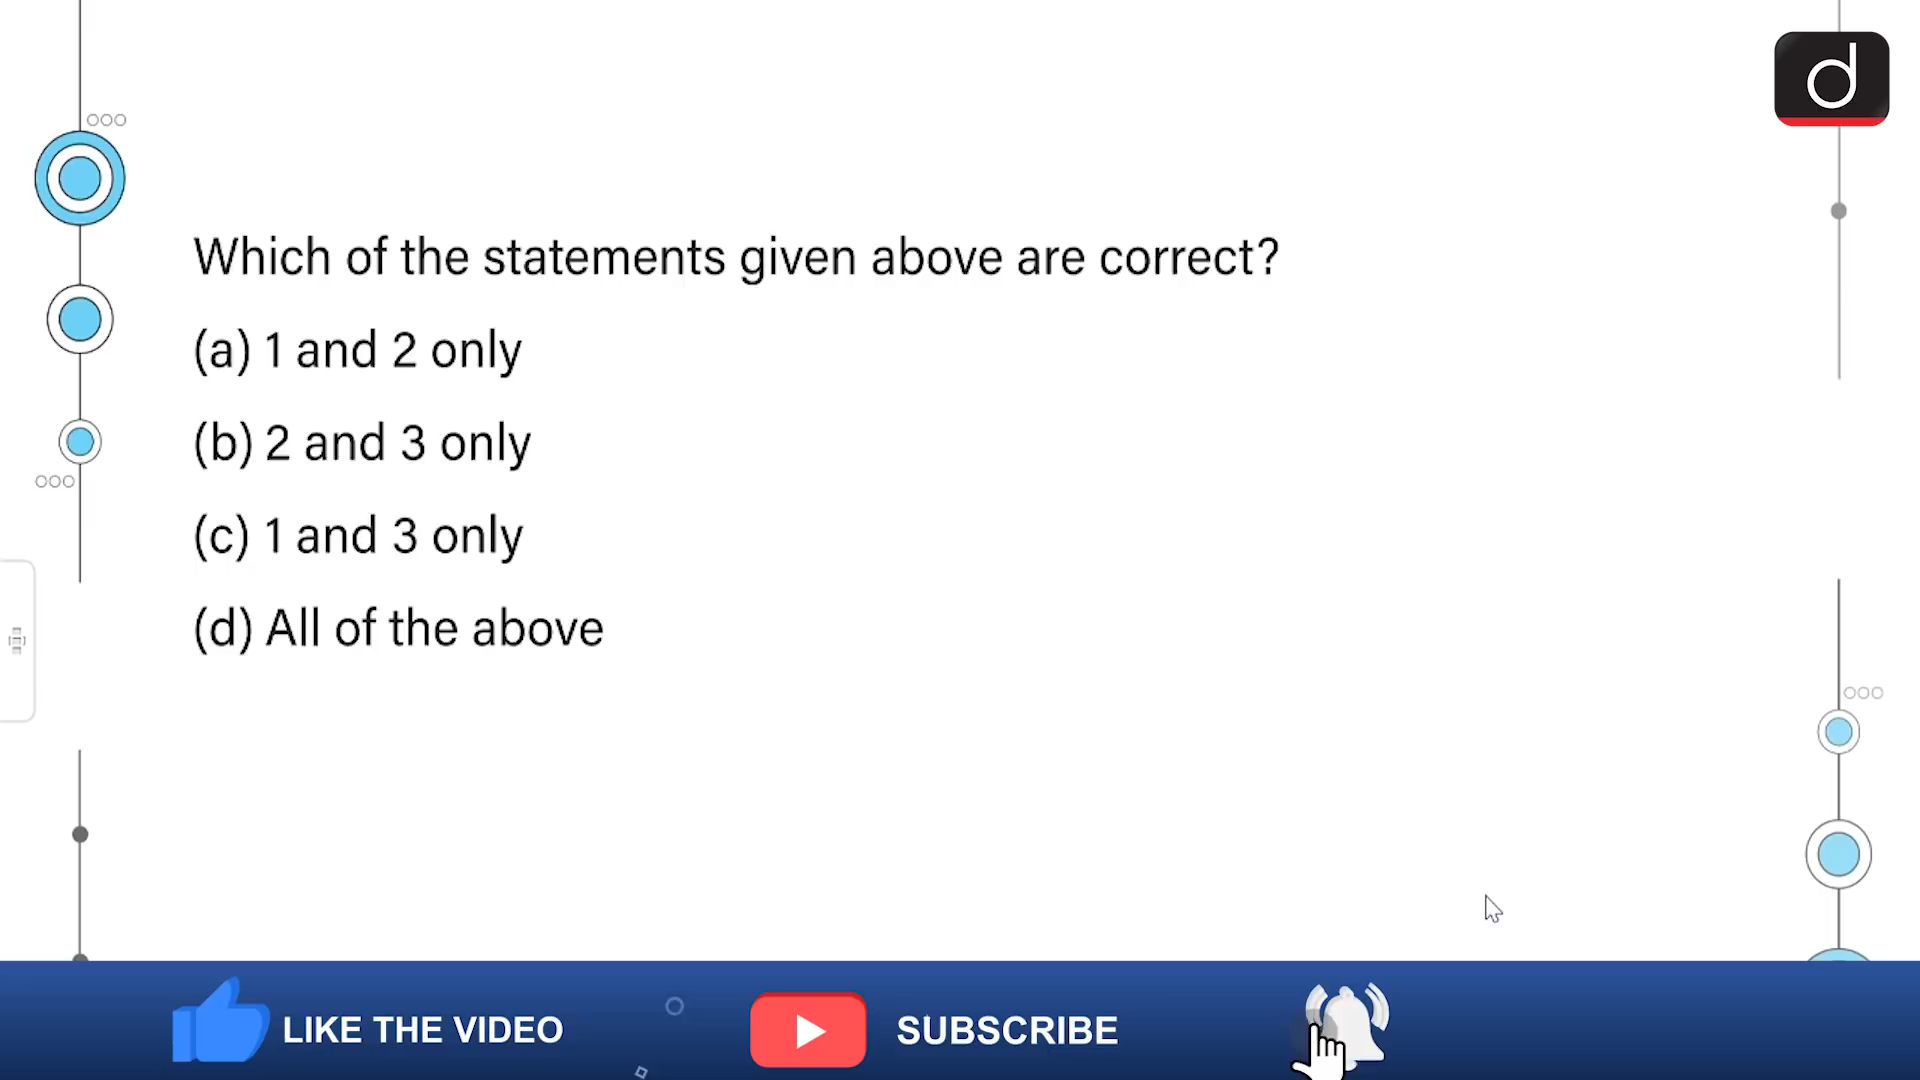 d
Which of the statements given above are correct?
(a) 1 and 2 only
(b) 2 and 3 only
(c) 1 and 3 only
(d) All of the above
LIKE THE VIDEO
SUBSCRIBE